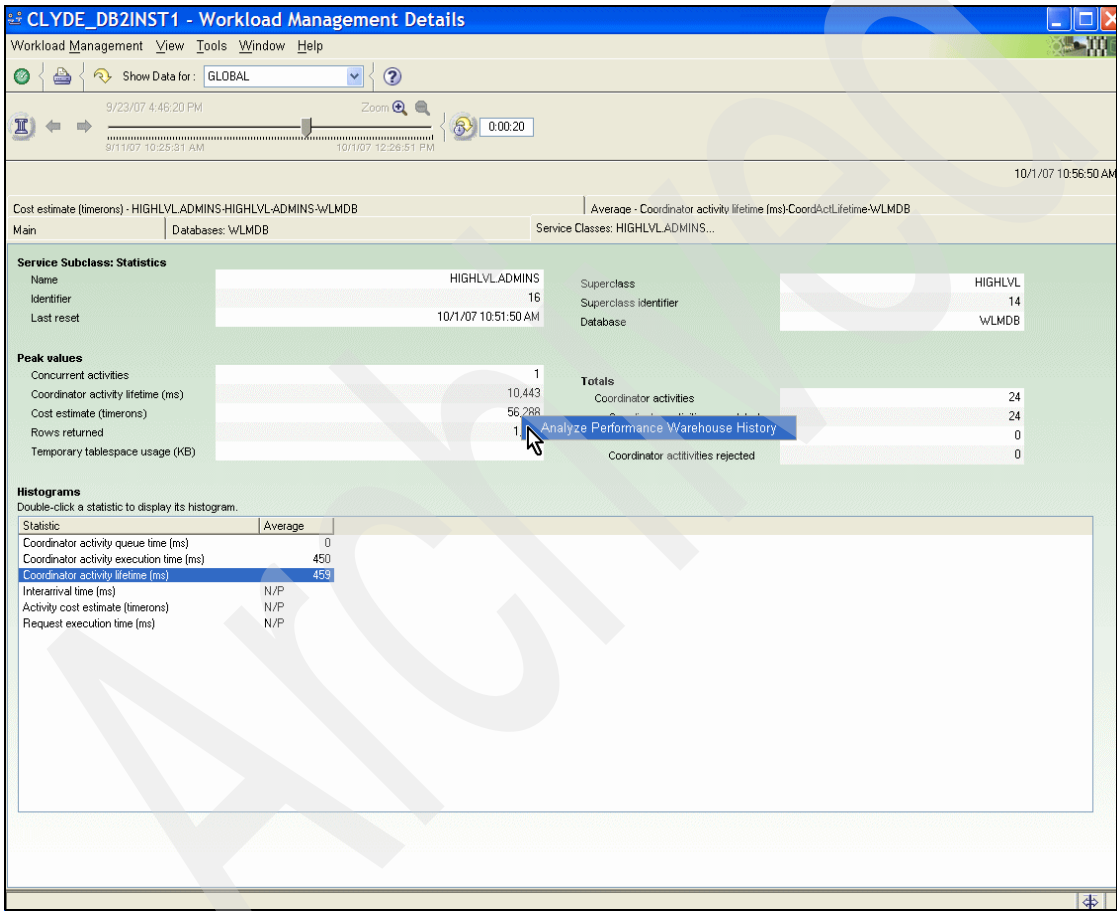 CLYDE_DB2INST1 - Workload Management Details
Workload Management View Tools Window Help
Show Data for: GLOBAL
9/23/07 4:46:20 PM Zoom
0:00:20
9/11/07 10:25:31 AM 10/1/07 12:26:51 PM
10/1/07 10:56:50 AM
Cost estimate (timerons) - HIGHLVL.ADMINS-HIGHLVL-ADMINS-WLMDB
Average - Coordinator activity lifetime (ms)-CoordActLifetime-WLMDB
Main
Databases: WLMDB
Service Classes: HIGHLVL.ADMINS...
Service Subclass: Statistics
Name HIGHLVL.ADMINS
Identifier 16
Last reset 10/1/07 10:51:50 AM
Superclass HIGHLVL
Superclass identifier 14
Database WLMDB
Peak values
Concurrent activities 1
Coordinator activity lifetime (ms) 10,443
Cost estimate (timerons) 56,288
Rows returned
Temporary tablespace usage (KB)
Analyze Performance Warehouse History
Totals
Coordinator activities 24
24
0
Coordinator actitivities rejected 0
Histograms
Double-click a statistic to display its histogram.
Statistic Average
Coordinator activity queue time (ms) 0
Coordinator activity execution time (ms) 450
Coordinator activity lifetime (ms) 459
Interarrival time (ms) N/P
Activity cost estimate (timerons) N/P
Request execution time (ms) N/P
Archived